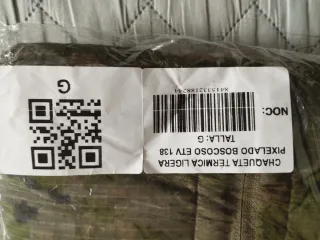 CHAQUETA TERMICA LIGERA
PIXELADO BOSCOSO ETV 138
TALLA: G
NOC:
G